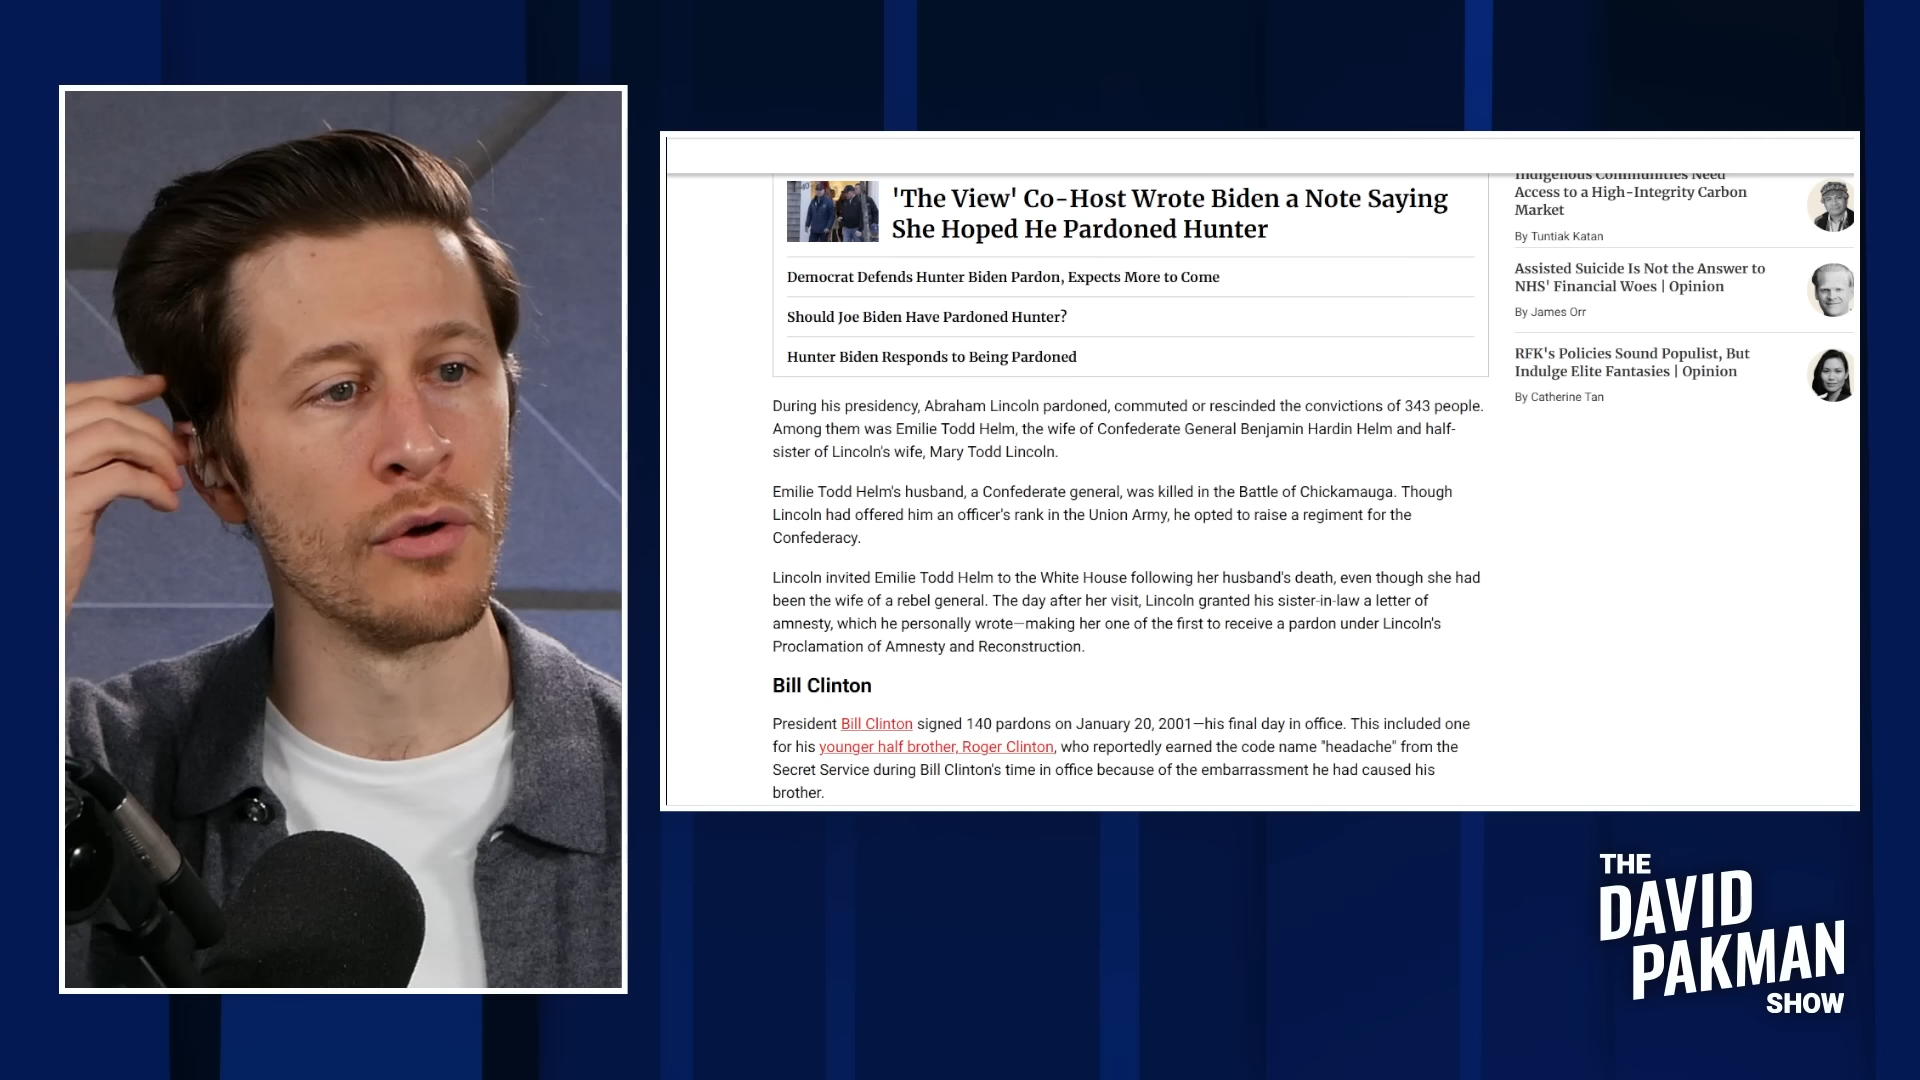 'The View' Co-Host Wrote Biden a Note Saying
She Hoped He Pardoned Hunter
Democrat Defends Hunter Biden Pardon, Expects More to Come
Should Joe Biden Have Pardoned Hunter?
Hunter Biden Responds to Being Pardoned
During his presidency, Abraham Lincoln pardoned, commuted or rescinded the convictions of 343 people.
Among them was Emilie Todd Helm, the wife of Confederate General Benjamin Hardin Helm and half-
sister of Lincoln's wife, Mary Todd Lincoln.
Emilie Todd Helm's husband, a Confederate general, was killed in the Battle of Chickamauga. Though
Lincoln had offered him an officer's rank in the Union Army, he opted to raise a regiment for the
Confederacy.
Lincoln invited Emilie Todd Helm to the White House following her husband's death, even though she had
been the wife of a rebel general. The day after her visit, Lincoln granted his sister-in-law a letter of
amnesty, which he personally wrote—making her one of the first to receive a pardon under Lincoln's
Proclamation of Amnesty and Reconstruction.
Bill Clinton
President Bill Clinton signed 140 pardons on January 20, 2001—his final day in office. This included one
for his younger half brother, Roger Clinton, who reportedly earned the code name "headache" from the
Secret Service during Bill Clinton's time in office because of the embarrassment he had caused his
brother.
Indigenous Communities Need
Access to a High-Integrity Carbon
Market
By Tuntiak Katan
Assisted Suicide Is Not the Answer to
NHS' Financial Woes | Opinion
By James Orr
RFK's Policies Sound Populist, But
Indulge Elite Fantasies | Opinion
By Catherine Tan
THE
DAVID
PAKMAN
SHOW